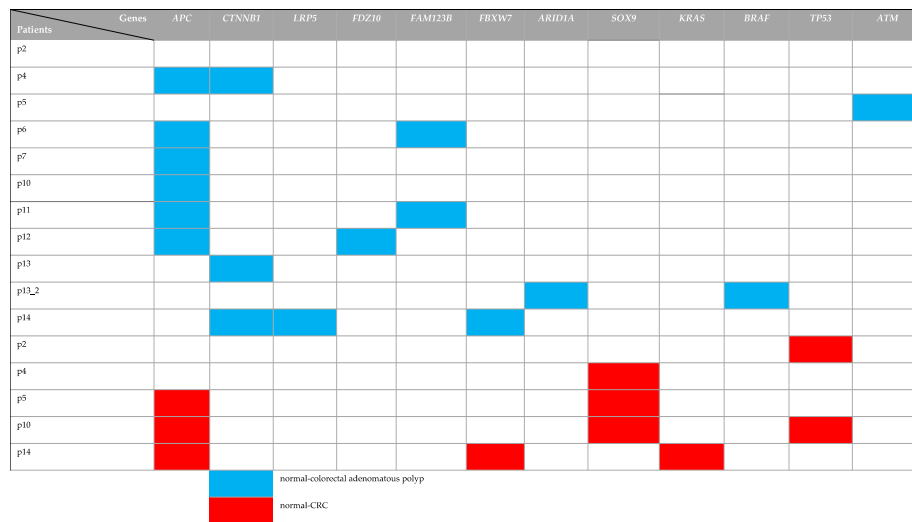 Genes APC CTNNB1 LRP5 FDZ10 FAM123B FBXW7 ARID1A SOX9 KRAS BRAF TP53 ATM
Patients
p2
p4
p5
p6
p7
p10
p11
p12
p13
p13_2
p14
p2
p4
p5
p10
p14
normal-colorectal adenomatous polyp
normal-CRC